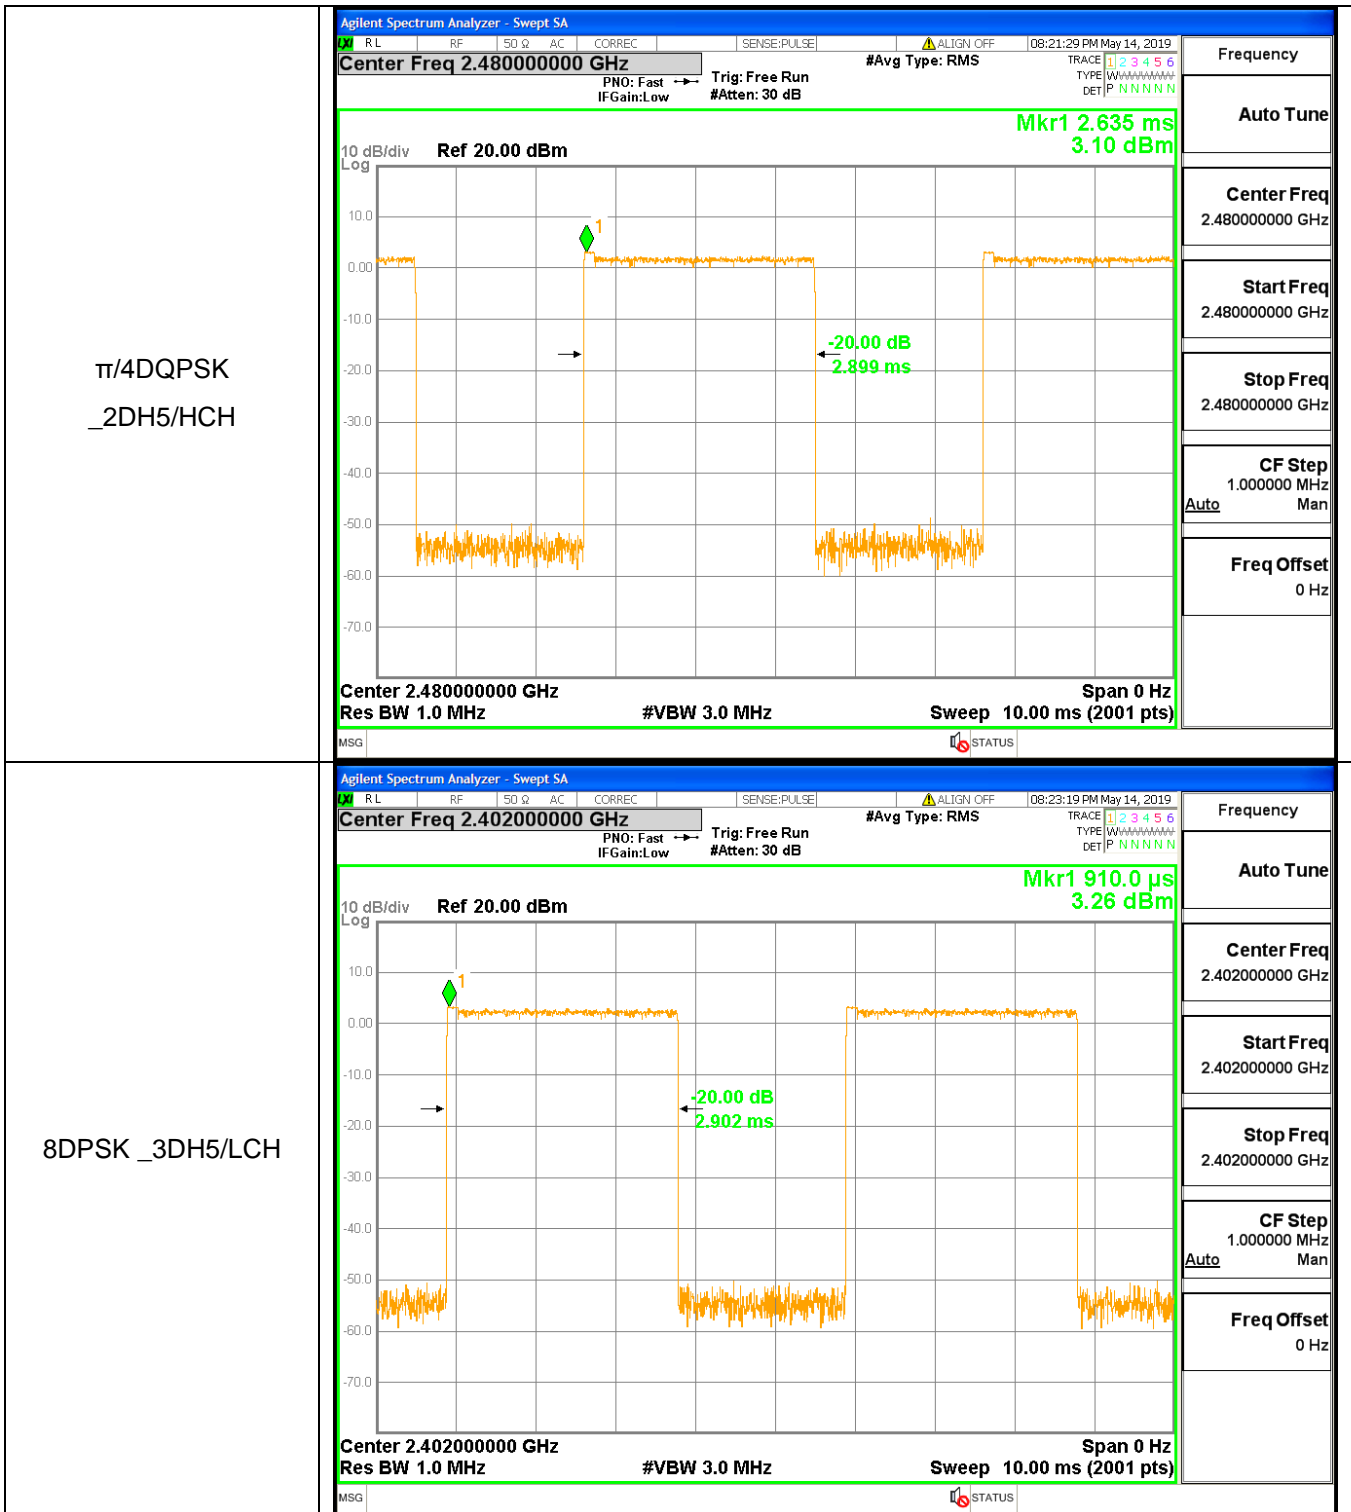 π/4DQPSK
_2DH5/HCH
Agilent Spectrum Analyzer - Swept SA
LXI RL RF 50 Ω AC CORREC SENSE:PULSE ALIGN OFF 08:21:29 PM May 14, 2019
Center Freq 2.480000000 GHz #Avg Type: RMS TRACE 1 2 3 4 5 6
PNO: Fast Trig: Free Run TYPE
IFGain:Low #Atten: 30 dB DET P N N N N N
Mkr1 2.635 ms
3.10 dBm
10 dB/div Ref 20.00 dBm
Log
10.0
1
0.00
-10.0
-20.00 dB
2.899 ms
-20.0
-30.0
-40.0
-50.0
-60.0
-70.0
Center 2.480000000 GHz Span 0 Hz
Res BW 1.0 MHz #VBW 3.0 MHz Sweep 10.00 ms (2001 pts)
MSG STATUS
Frequency
Auto Tune
Center Freq
2.480000000 GHz
Start Freq
2.480000000 GHz
Stop Freq
2.480000000 GHz
CF Step
1.000000 MHz
Auto Man
Freq Offset
0 Hz
8DPSK _3DH5/LCH
Agilent Spectrum Analyzer - Swept SA
LXI RL RF 50 Ω AC CORREC SENSE:PULSE ALIGN OFF 08:23:19 PM May 14, 2019
Center Freq 2.402000000 GHz #Avg Type: RMS TRACE 1 2 3 4 5 6
PNO: Fast Trig: Free Run TYPE
IFGain:Low #Atten: 30 dB DET P N N N N N
Mkr1 910.0 µs
3.26 dBm
10 dB/div Ref 20.00 dBm
Log
10.0
1
0.00
-10.0
-20.00 dB
2.902 ms
-20.0
-30.0
-40.0
-50.0
-60.0
-70.0
Center 2.402000000 GHz Span 0 Hz
Res BW 1.0 MHz #VBW 3.0 MHz Sweep 10.00 ms (2001 pts)
MSG STATUS
Frequency
Auto Tune
Center Freq
2.402000000 GHz
Start Freq
2.402000000 GHz
Stop Freq
2.402000000 GHz
CF Step
1.000000 MHz
Auto Man
Freq Offset
0 Hz